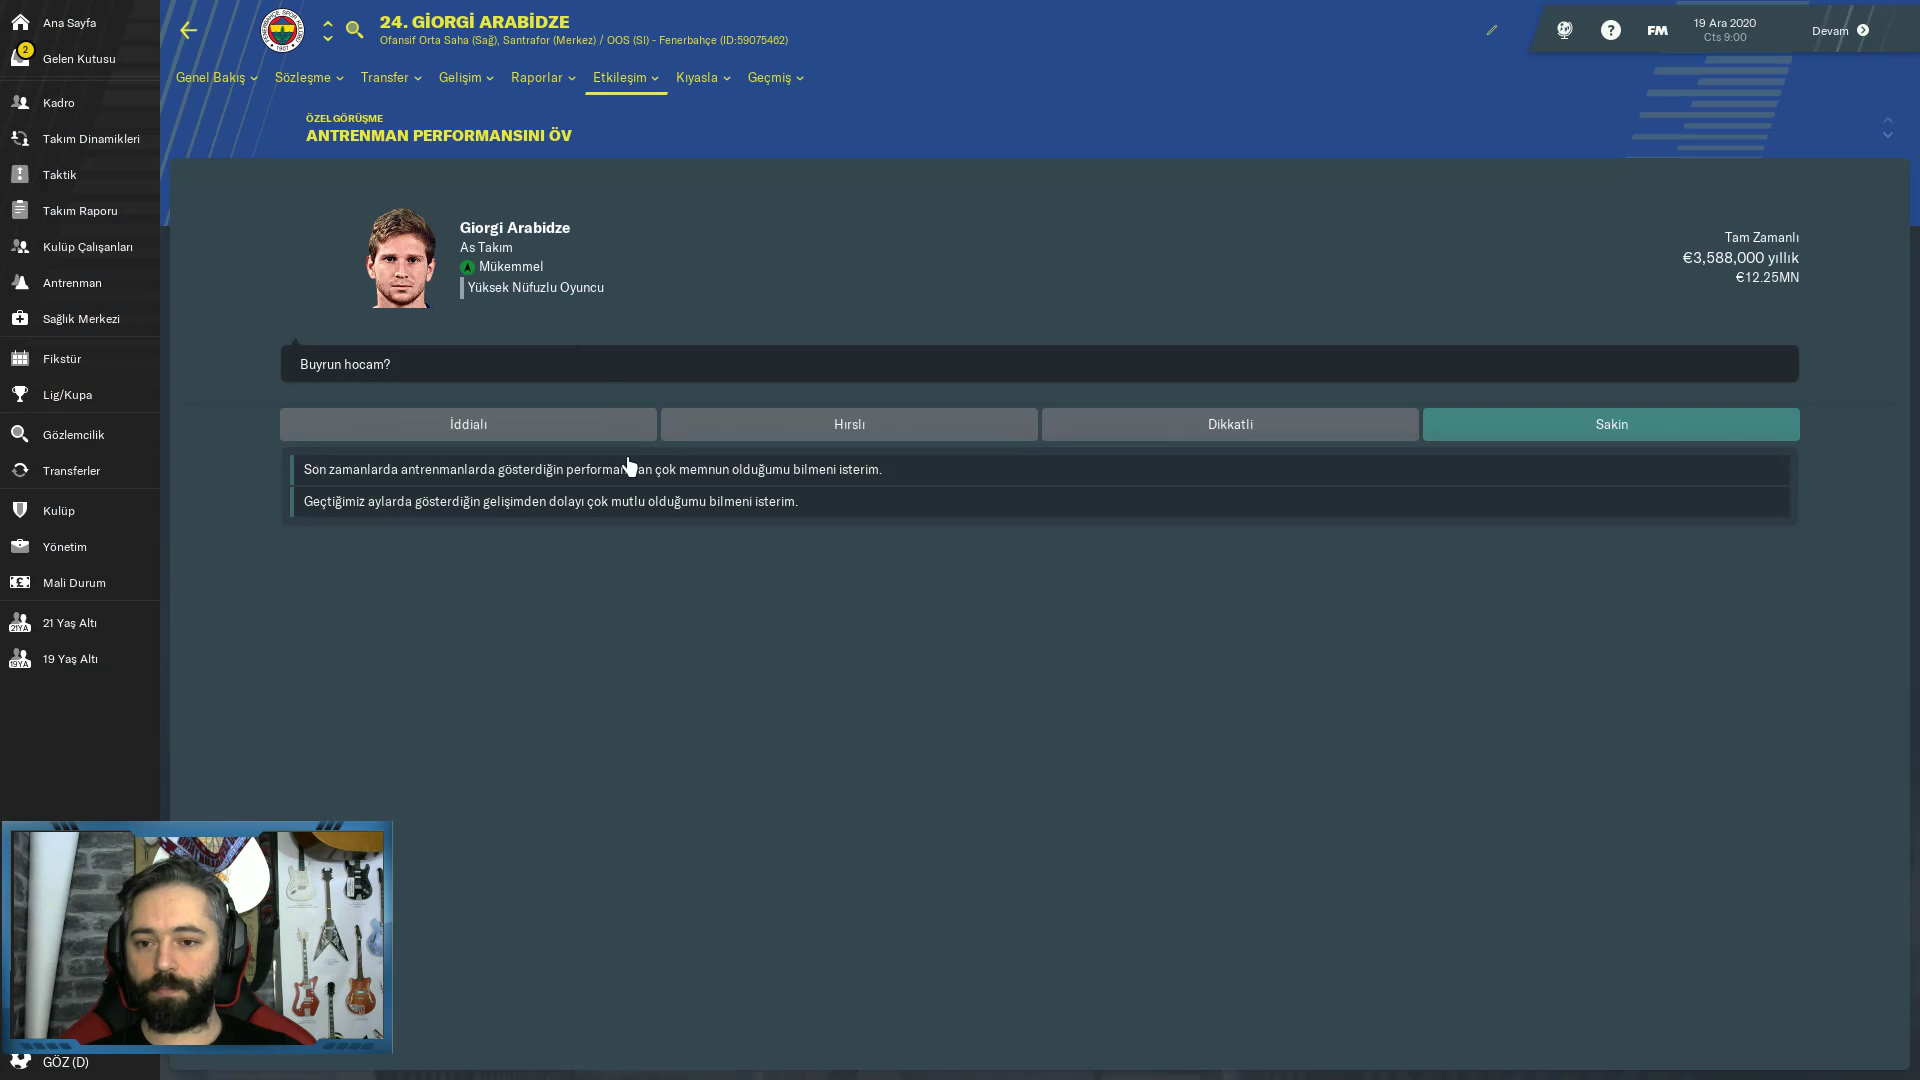 Ana Sayfa
2
Gelen Kutusu
Kadro
Takım Dinamikleri
Taktik
Takım Raporu
Kulüp Çalışanları
Antrenman
Sağlık Merkezi
Fikstür
Lig/Kupa
Gözlemcilik
Transferler
Kulüp
Yönetim
Mali Durum
21YA
21 Yaş Altı
19YA
19 Yaş Altı
GÖZ (D)
24. GİORGİ ARABİDZE
Ofansif Orta Saha (Sağ), Santrafor (Merkez) / OOS (Sl) - Fenerbahçe (ID:59075462)
?
FM
19 Ara 2020
Cts 9:00
Devam
Genel Bakış
Sözleşme
Transfer
Gelişim
Raporlar
Etkileşim
Kıyasla
Geçmiş
ÖZEL GÖRÜŞME
ANTRENMAN PERFORMANSINI ÖV
Giorgi Arabidze
As Takım
Mükemmel
Yüksek Nüfuzlu Oyuncu
Tam Zamanlı
€3,588,000 yıllık
€12.25MN
Buyrun hocam?
İddialı
Hırslı
Dikkatli
Sakin
Son zamanlarda antrenmanlarda gösterdiğin çok memnun olduğumu bilmeni isterim.
Geçtiğimiz aylarda gösterdiğin gelişimden dolayı çok mutlu olduğumu bilmeni isterim.